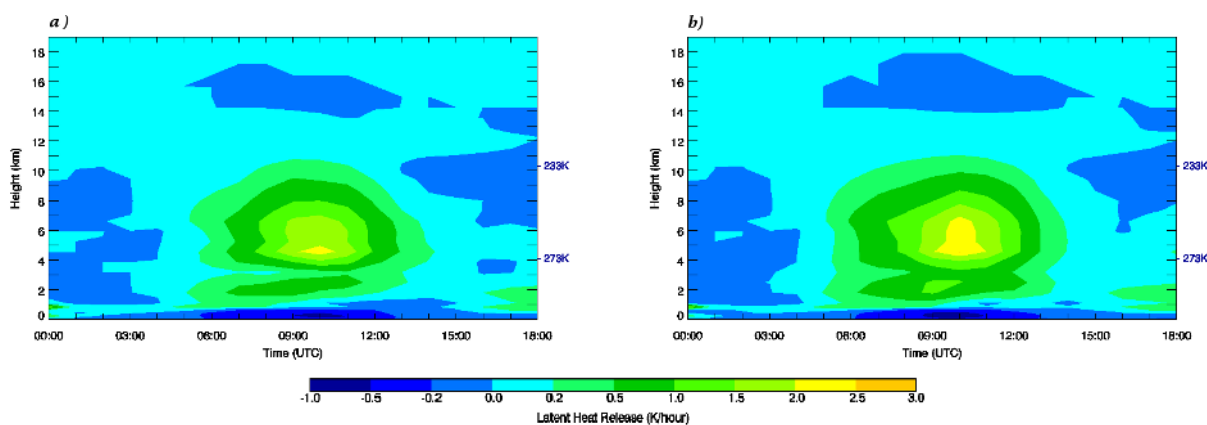 a) b)
18 18
16 16
14 14
12 12
233K 233K
10 10
Height (km) Height (km)
8 8
6 6
273K 273K
4 4
2 2
0 0
00:00 03:00 06:00 09:00 12:00 15:00 18:00 00:00 03:00 06:00 09:00 12:00 15:00 18:00
Time (UTC) Time (UTC)
-1.0 -0.5 -0.2 0.0 0.2 0.5 1.0 1.5 2.0 2.5 3.0
Latent Heat Release (K/hour)